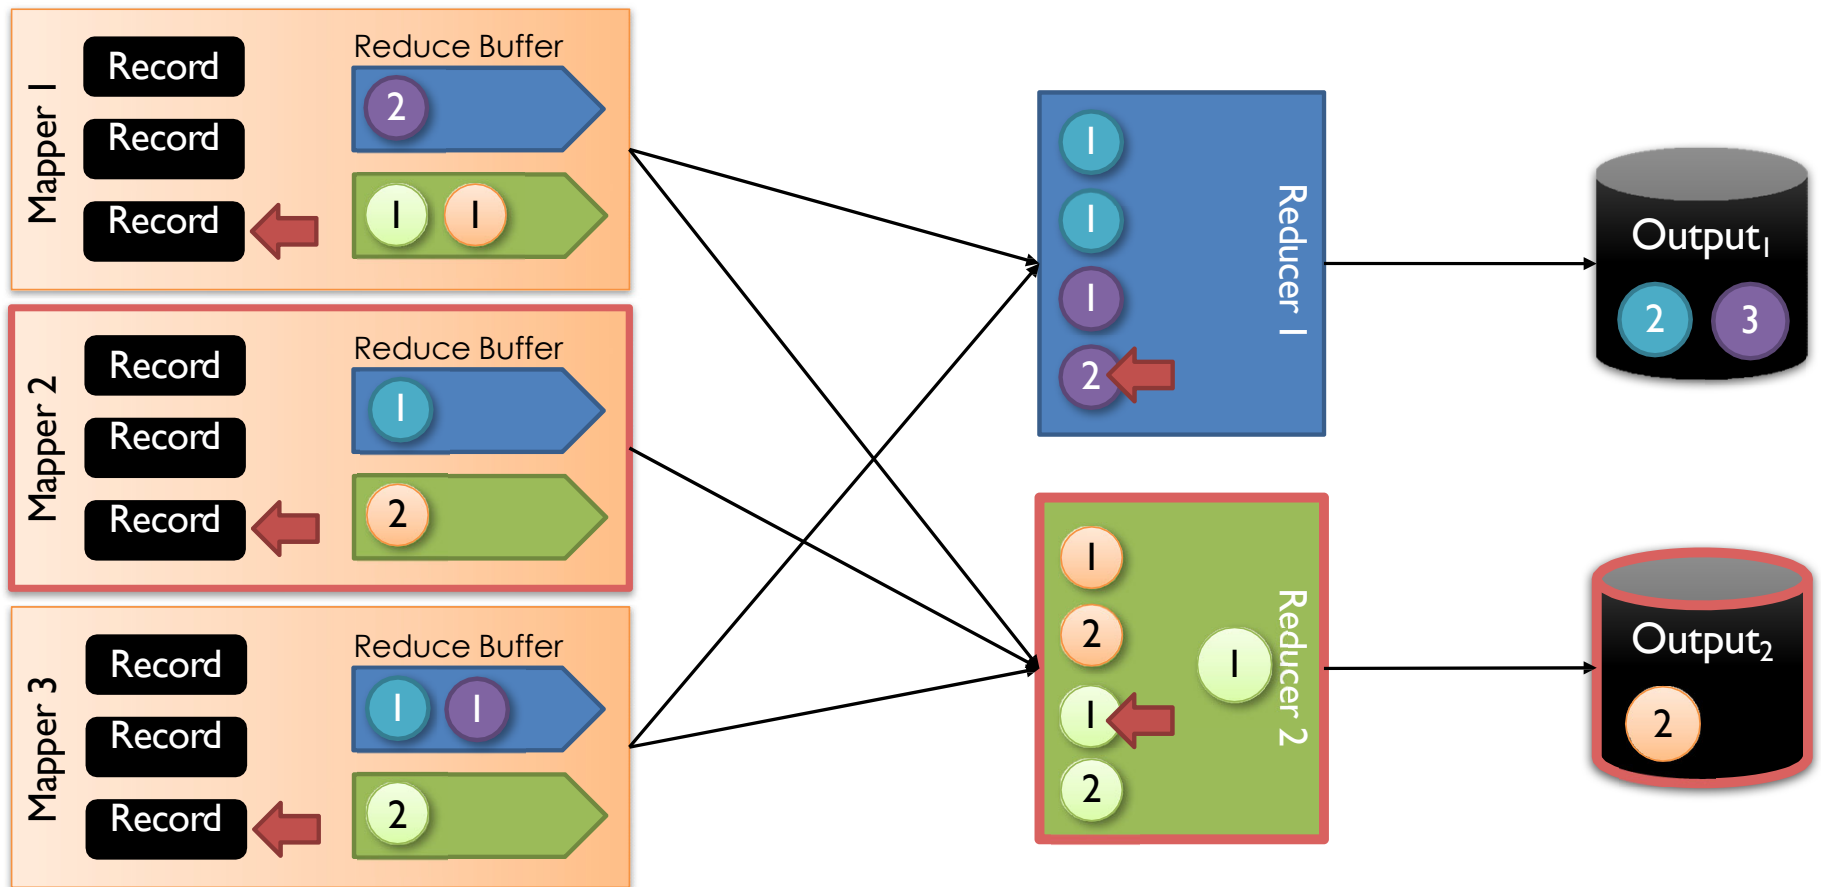 Mapper 1
Record
Record
Record
Reduce Buffer
2
1 1
Mapper 2
Record
Record
Record
Reduce Buffer
1
2
Mapper 3
Record
Record
Record
Reduce Buffer
1 1
2
Reducer 1
1
1
1
2
Reducer 2
1
2
1
2
1
Output1
2 3
Output2
2